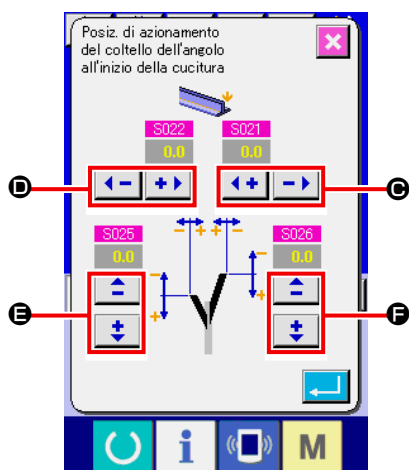 Posiz. di azionamento
del coltello dell'angolo
all'inizio della cucitura
S022 S021
0.0 0.0
- + + -
D C
- + + -
S025 S026
0.0 0.0
- -
+ +
E F
- +
+ -
i M